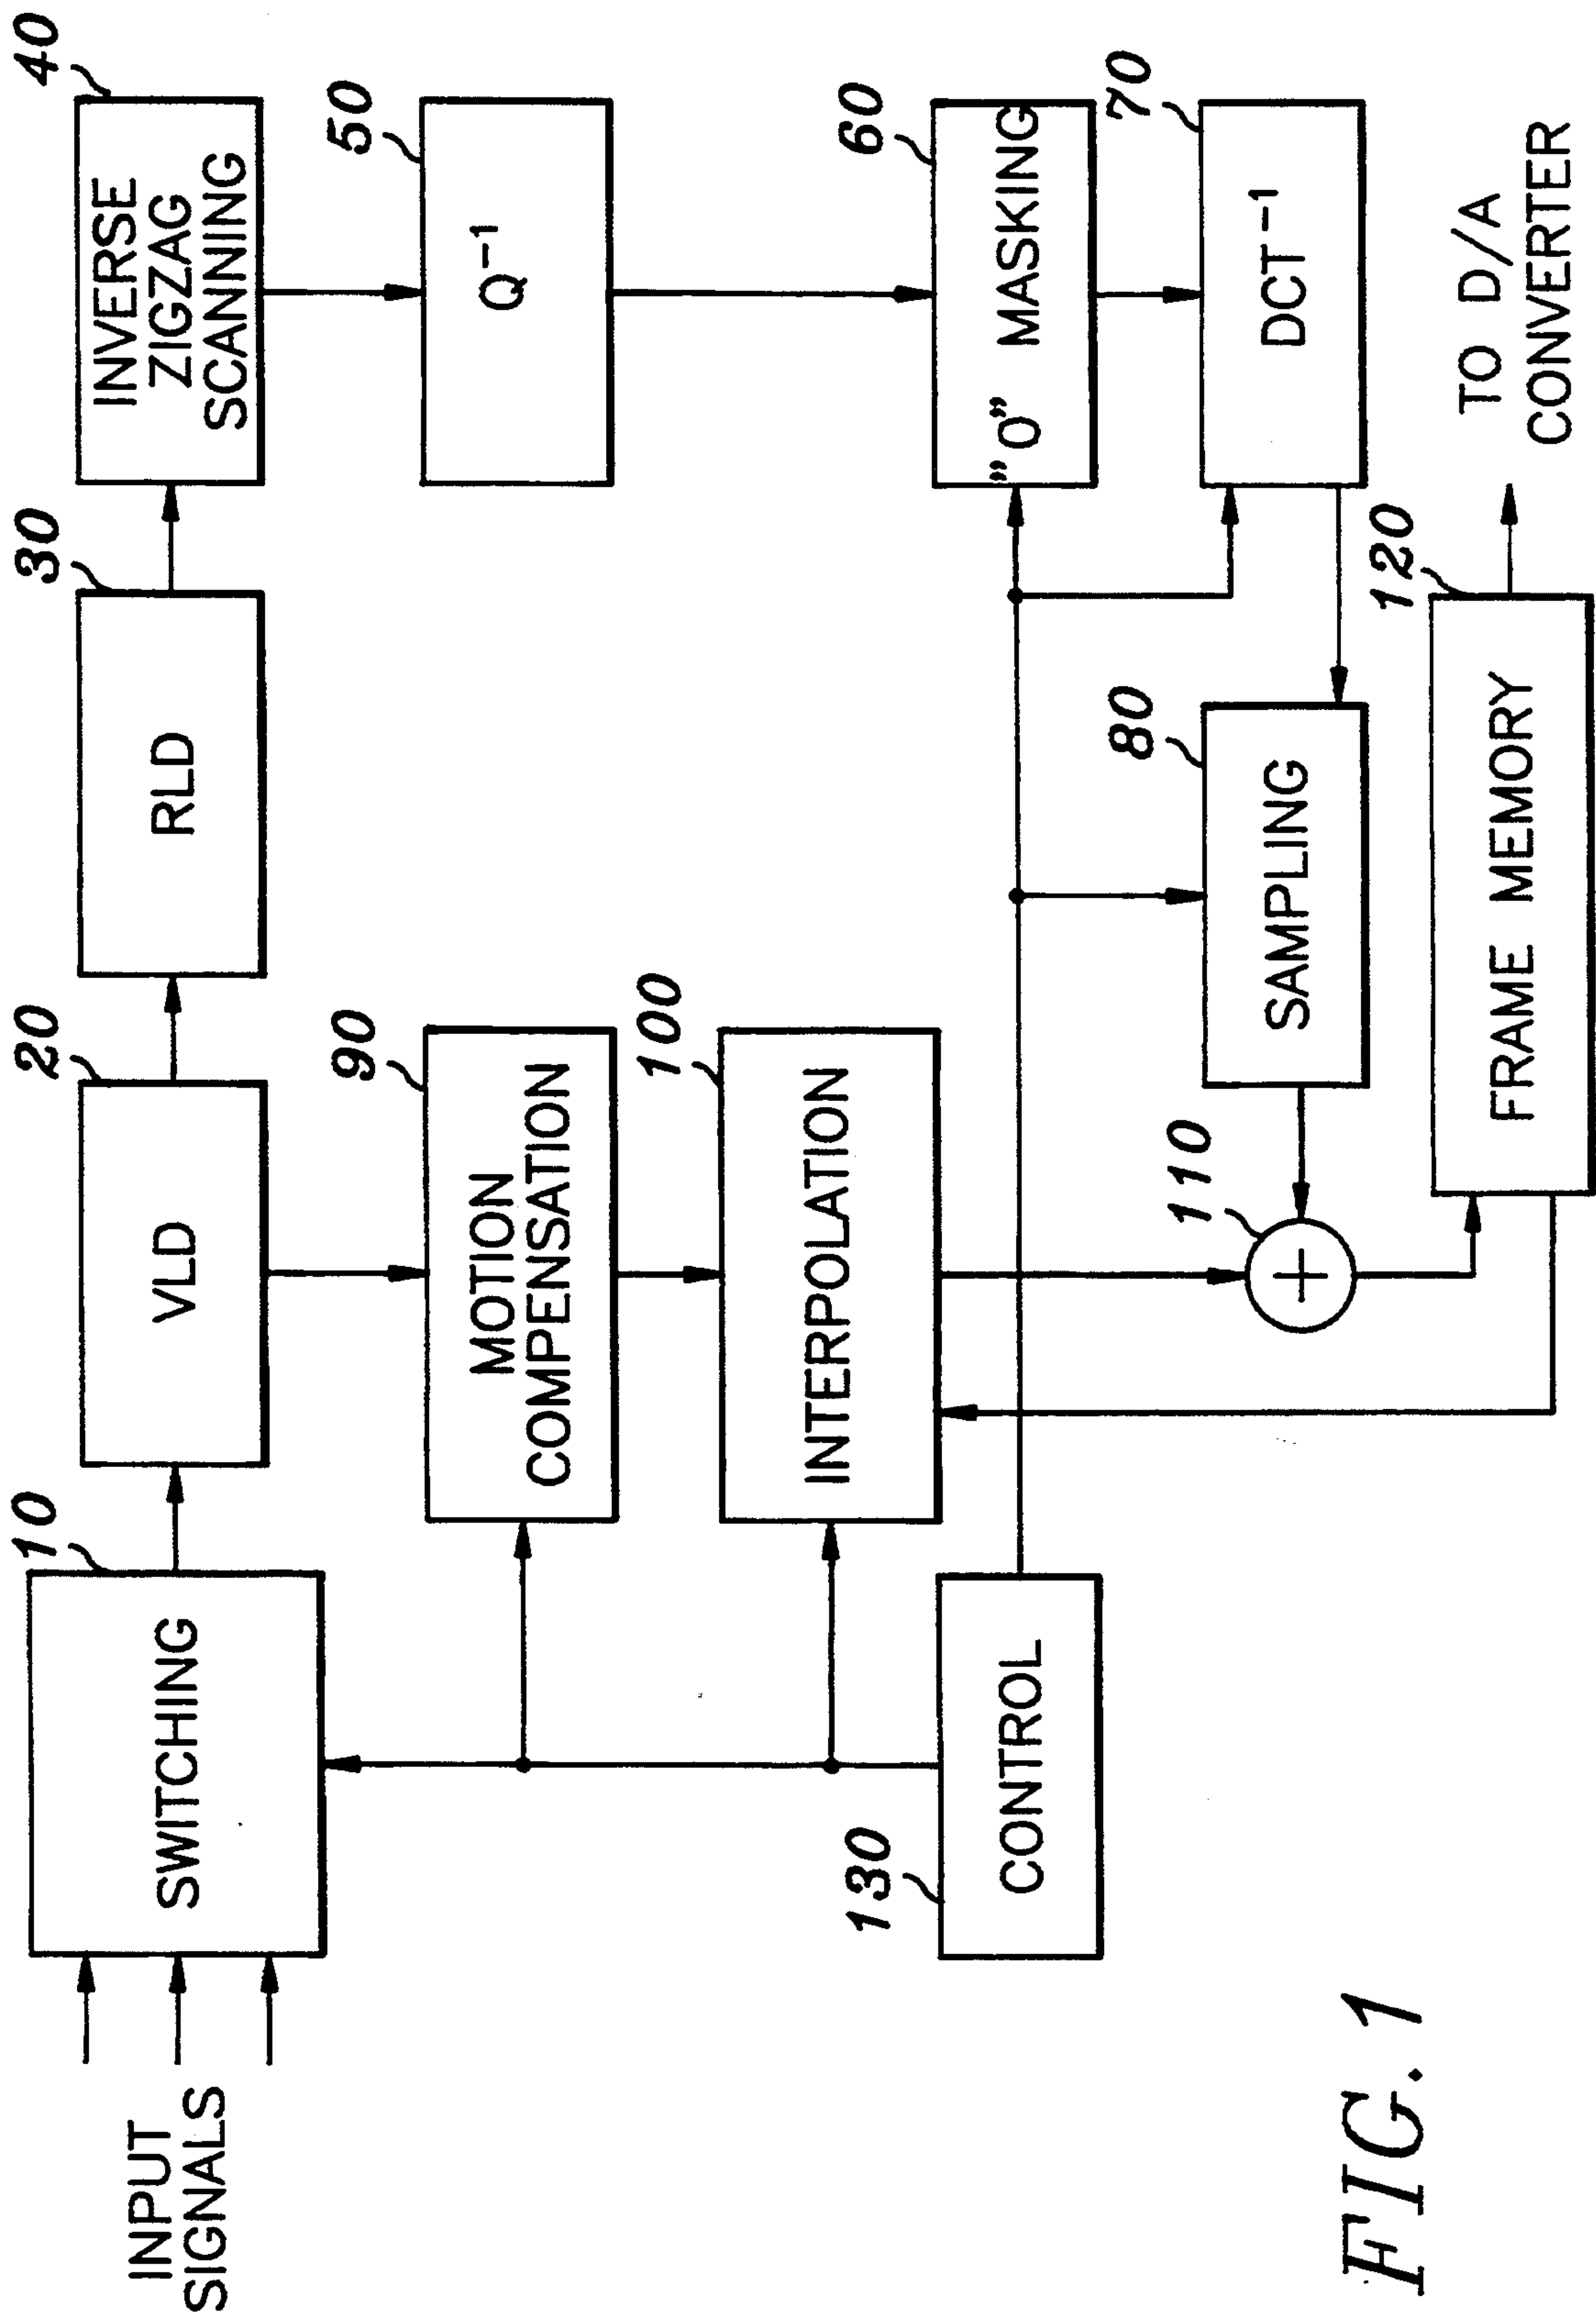 INPUT
SIGNALS
10
SWITCHING
20
VLD
30
RLD
40
INVERSE
ZIGZAG
SCANNING
90
MOTION
COMPENSATION
50
Q⁻¹
100
INTERPOLATION
130
CONTROL
60
"0" MASKING
70
DCT⁻¹
80
SAMPLING
110
+
120
FRAME MEMORY
TO D/A
CONVERTER
FIG. 1